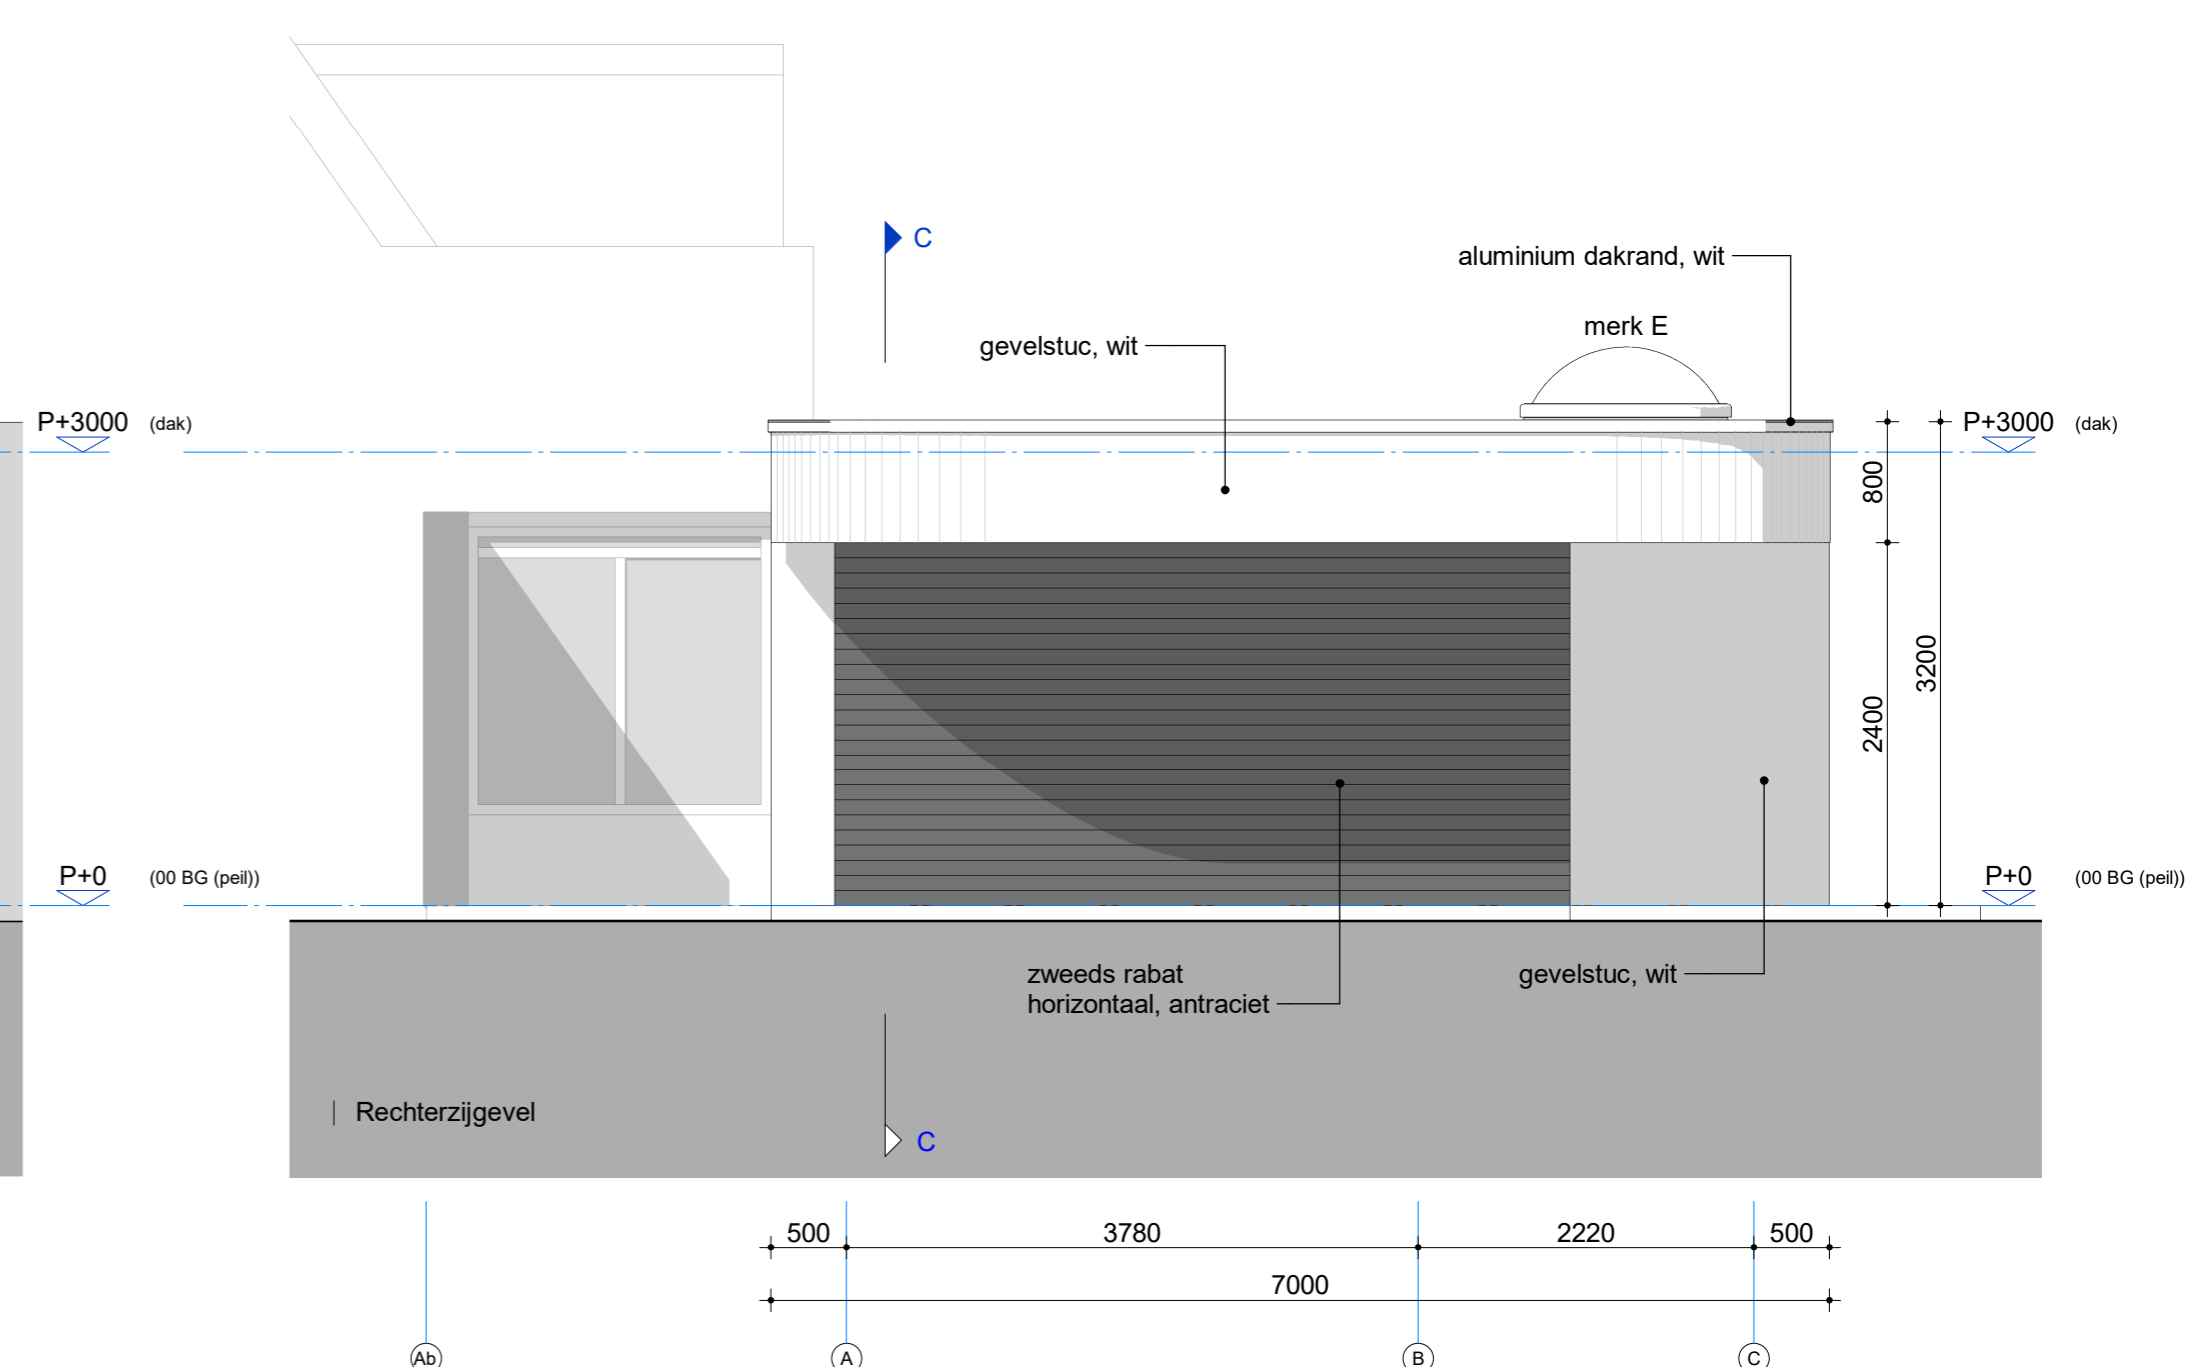 C
aluminium dakrand, wit
merk E
gevelstuc, wit
P+3000 (dak)
P+3000 (dak)
800
3200
2400
P+0 (00 BG (peil))
P+0 (00 BG (peil))
zweeds rabat
horizontaal, antraciet
gevelstuc, wit
Rechterzijgevel
C
500 3780 2220 500
7000
Ab A B C